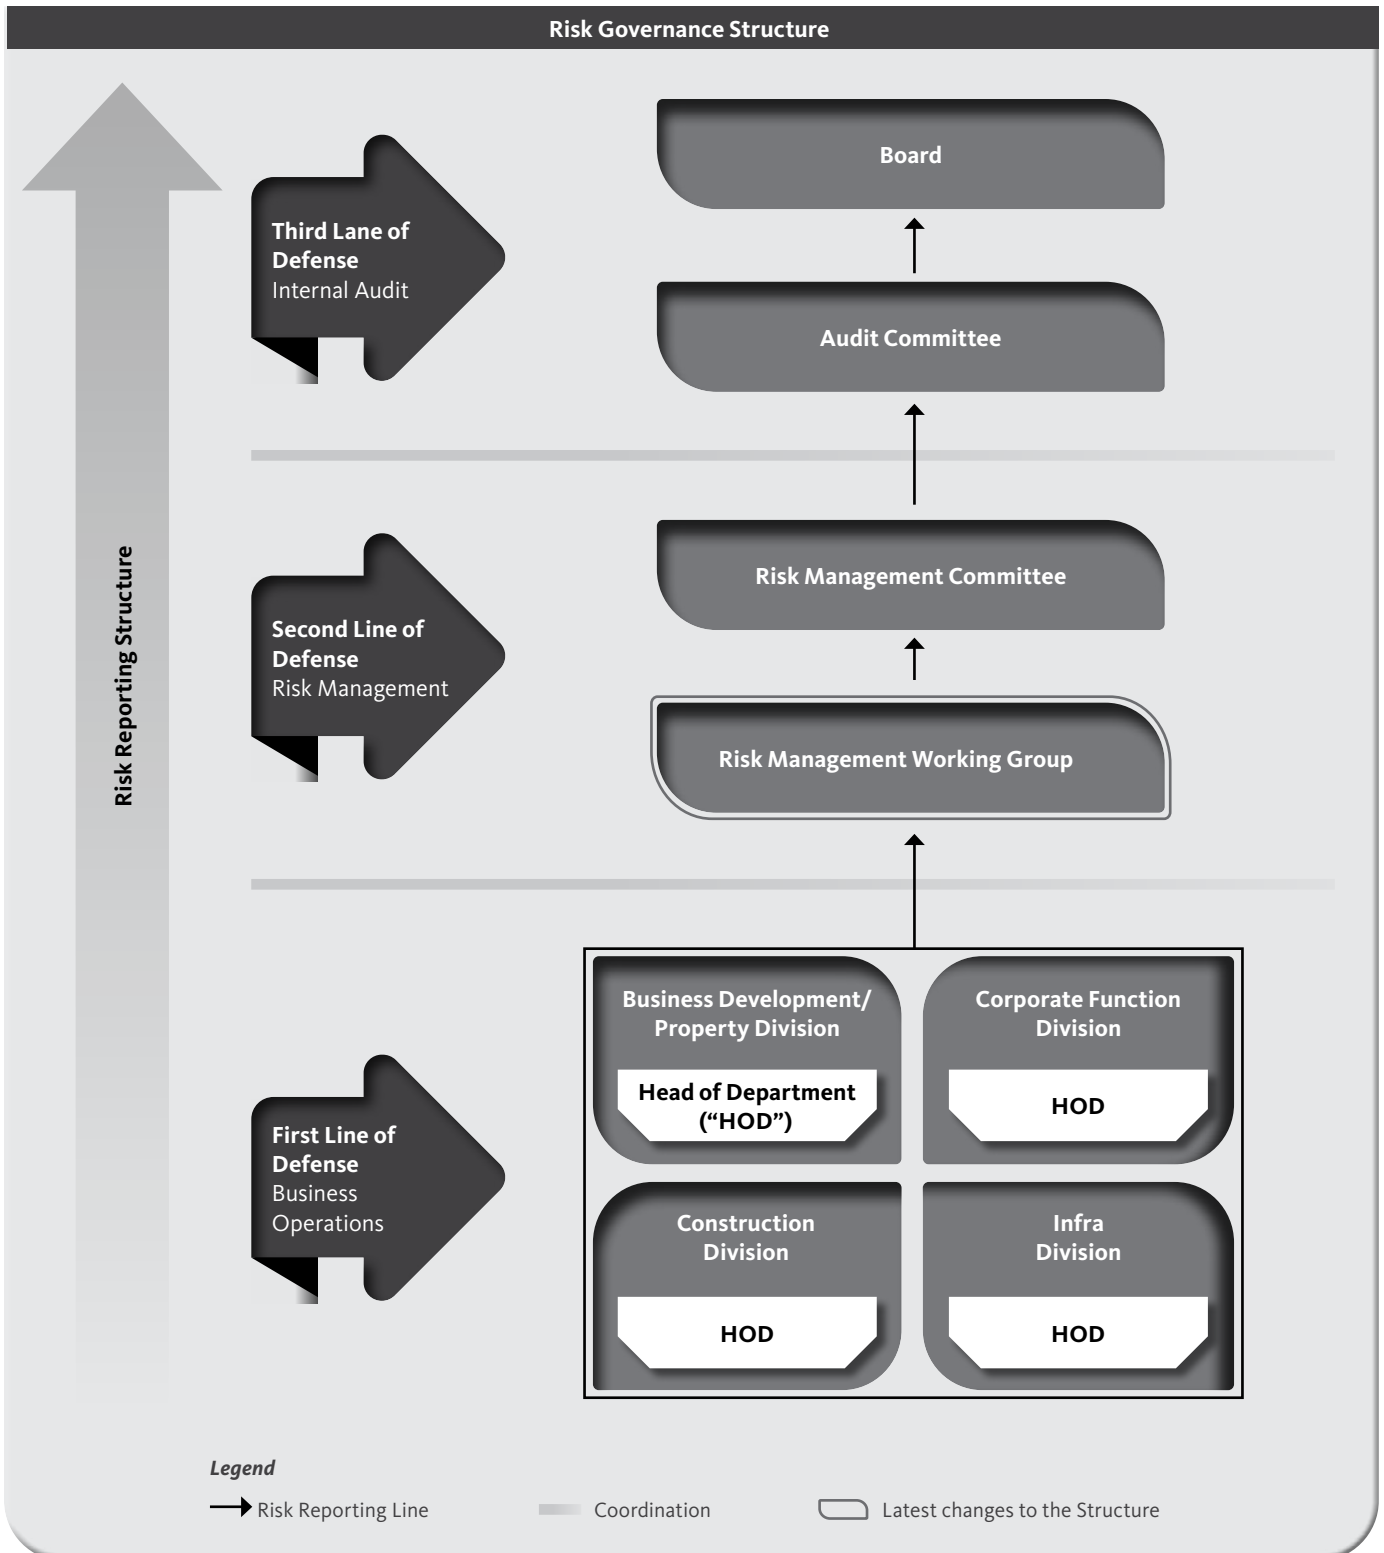 Risk Governance Structure
Risk Reporting Structure
Third Lane of
Defense
Internal Audit
Board
Audit Committee
Second Line of
Defense
Risk Management
Risk Management Committee
Risk Management Working Group
First Line of
Defense
Business
Operations
Business Development/
Property Division
Head of Department
(“HOD”)
Corporate Function
Division
HOD
Construction
Division
HOD
Infra
Division
HOD
Legend
Risk Reporting Line
Coordination
Latest changes to the Structure